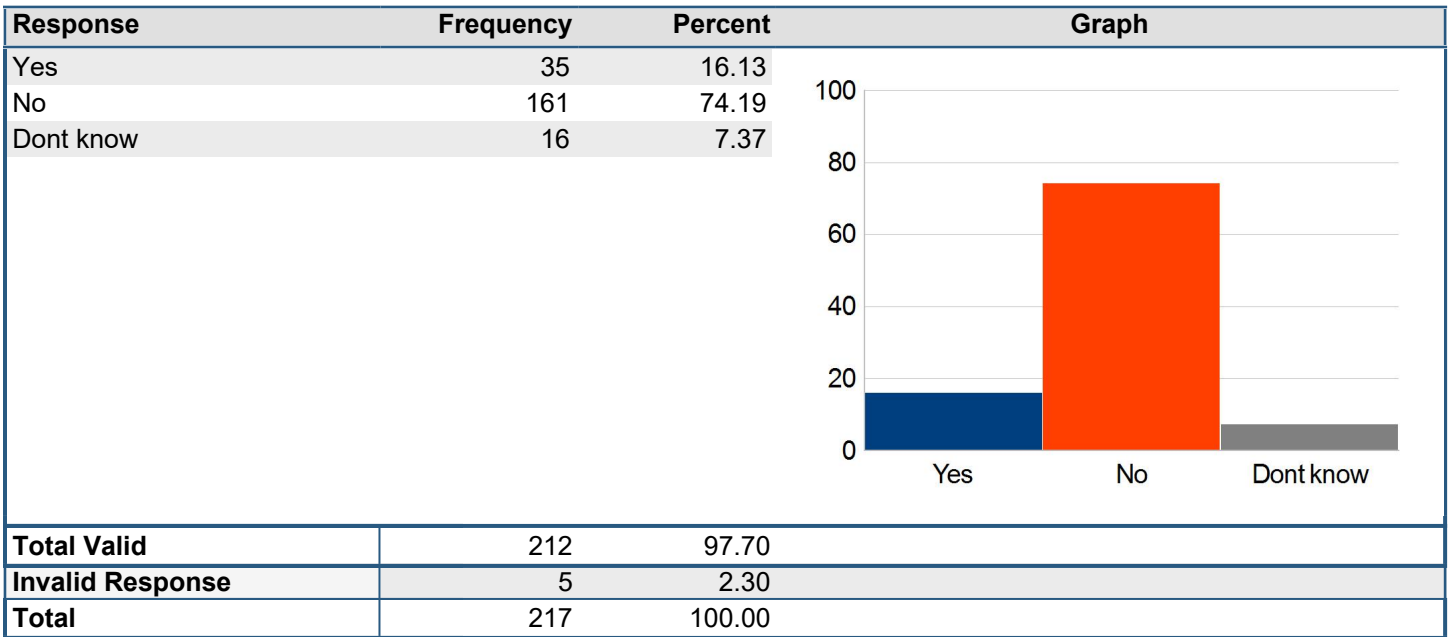 Response Frequency Percent Graph
Yes 35 16.13
No 161 74.19
Dont know 16 7.37
100
80
60
40
20
0
Yes No Dont know
Total Valid 212 97.70
Invalid Response 5 2.30
Total 217 100.00